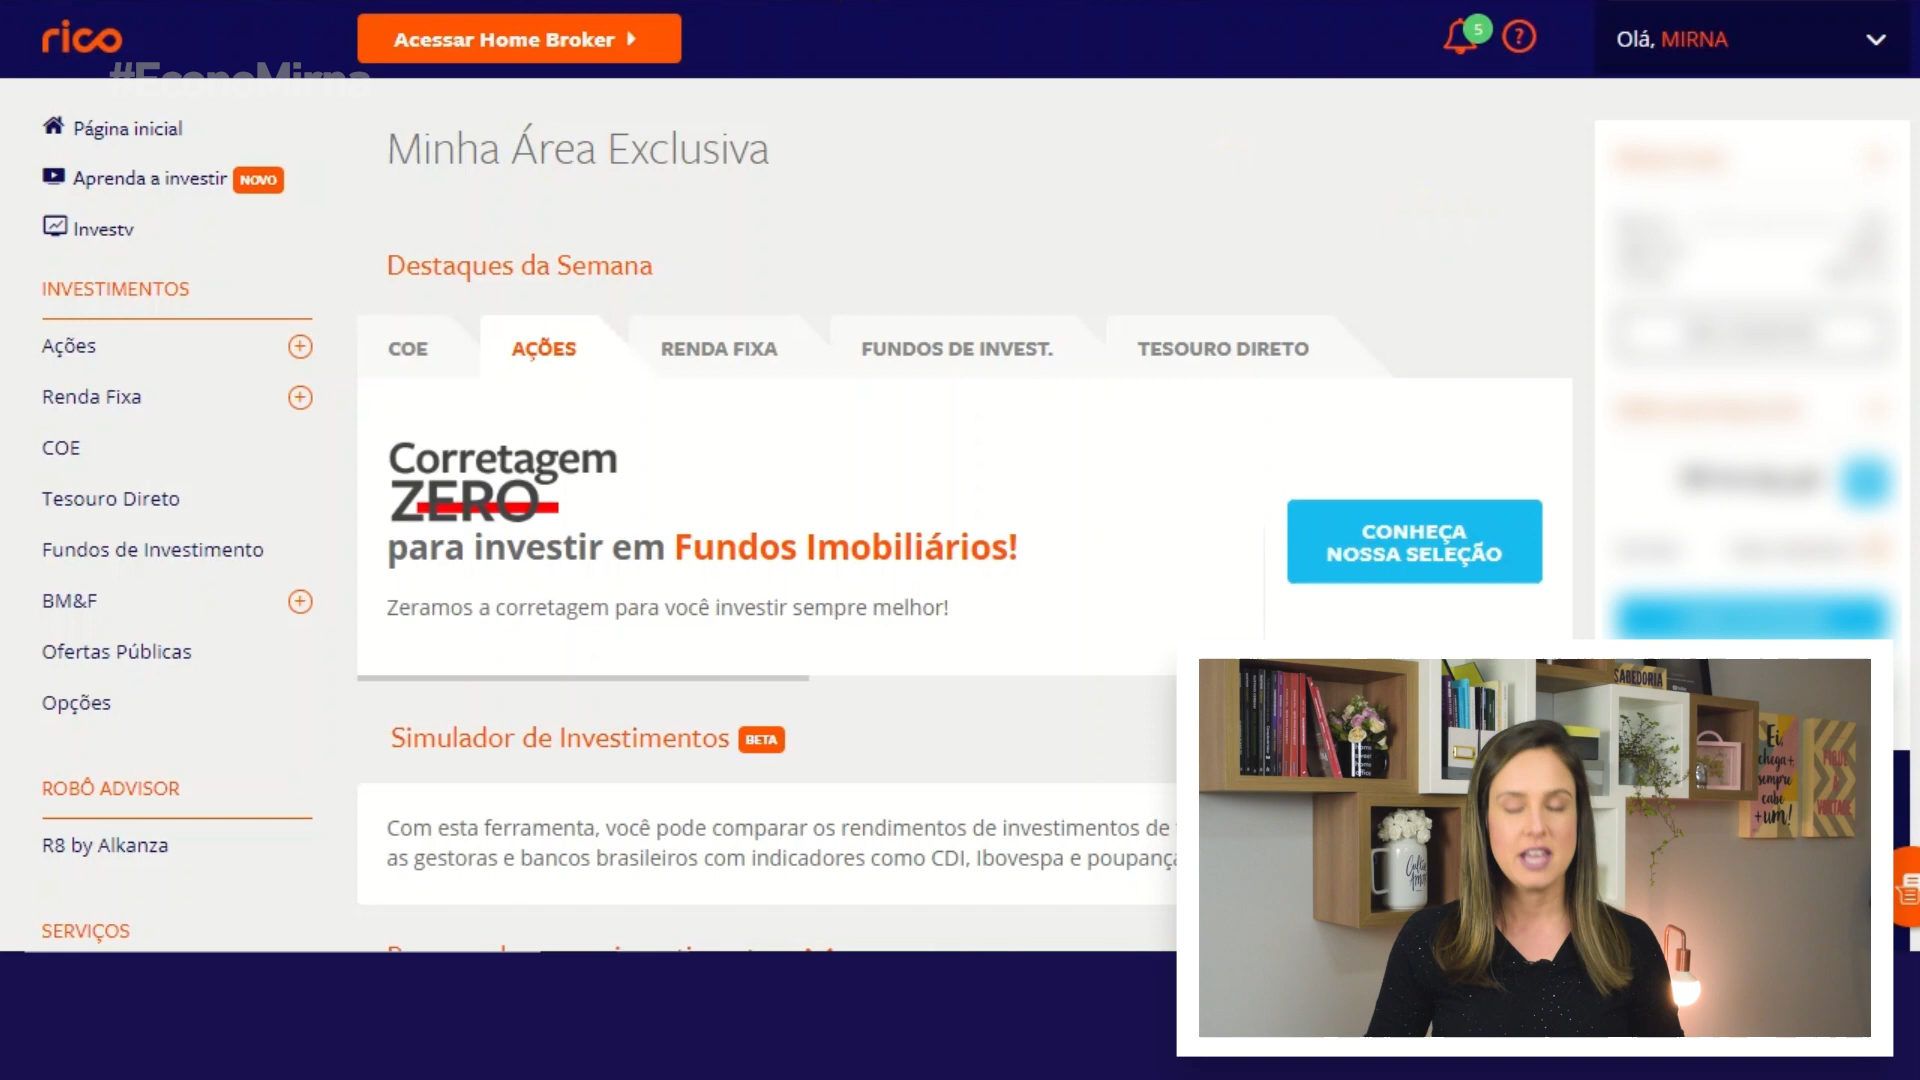 rico
Acessar Home Broker
5
?
Olá, MIRNA
#EconoMirna
Página inicial
Aprenda a investir NOVO
Investv
INVESTIMENTOS
Ações
Renda Fixa
COE
Tesouro Direto
Fundos de Investimento
BM&F
Ofertas Públicas
Opções
ROBÔ ADVISOR
R8 by Alkanza
SERVIÇOS
Minha Área Exclusiva
Destaques da Semana
COE
AÇÕES
RENDA FIXA
FUNDOS DE INVEST.
TESOURO DIRETO
Corretagem
ZERO
para investir em Fundos Imobiliários!
Zeramos a corretagem para você investir sempre melhor!
CONHEÇA
NOSSA SELEÇÃO
Simulador de Investimentos BETA
Com esta ferramenta, você pode comparar os rendimentos de investimentos de
as gestoras e bancos brasileiros com indicadores como CDI, Ibovespa e poupança
SABEDORIA
Ei,
chega+
sempre
cabe
+um!